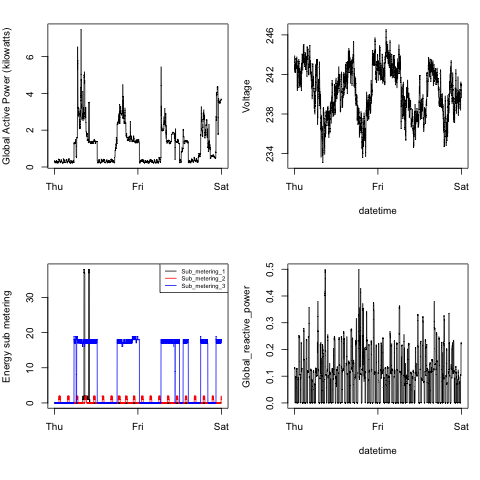 Global Active Power (kilowatts)
0 2 4 6
Thu Fri Sat
Voltage
234 238 242 246
Thu Fri Sat
datetime
Energy sub metering
0 10 20 30
Sub_metering_1
Sub_metering_2
Sub_metering_3
Thu Fri Sat
Global_reactive_power
0.0 0.1 0.2 0.3 0.4 0.5
Thu Fri Sat
datetime